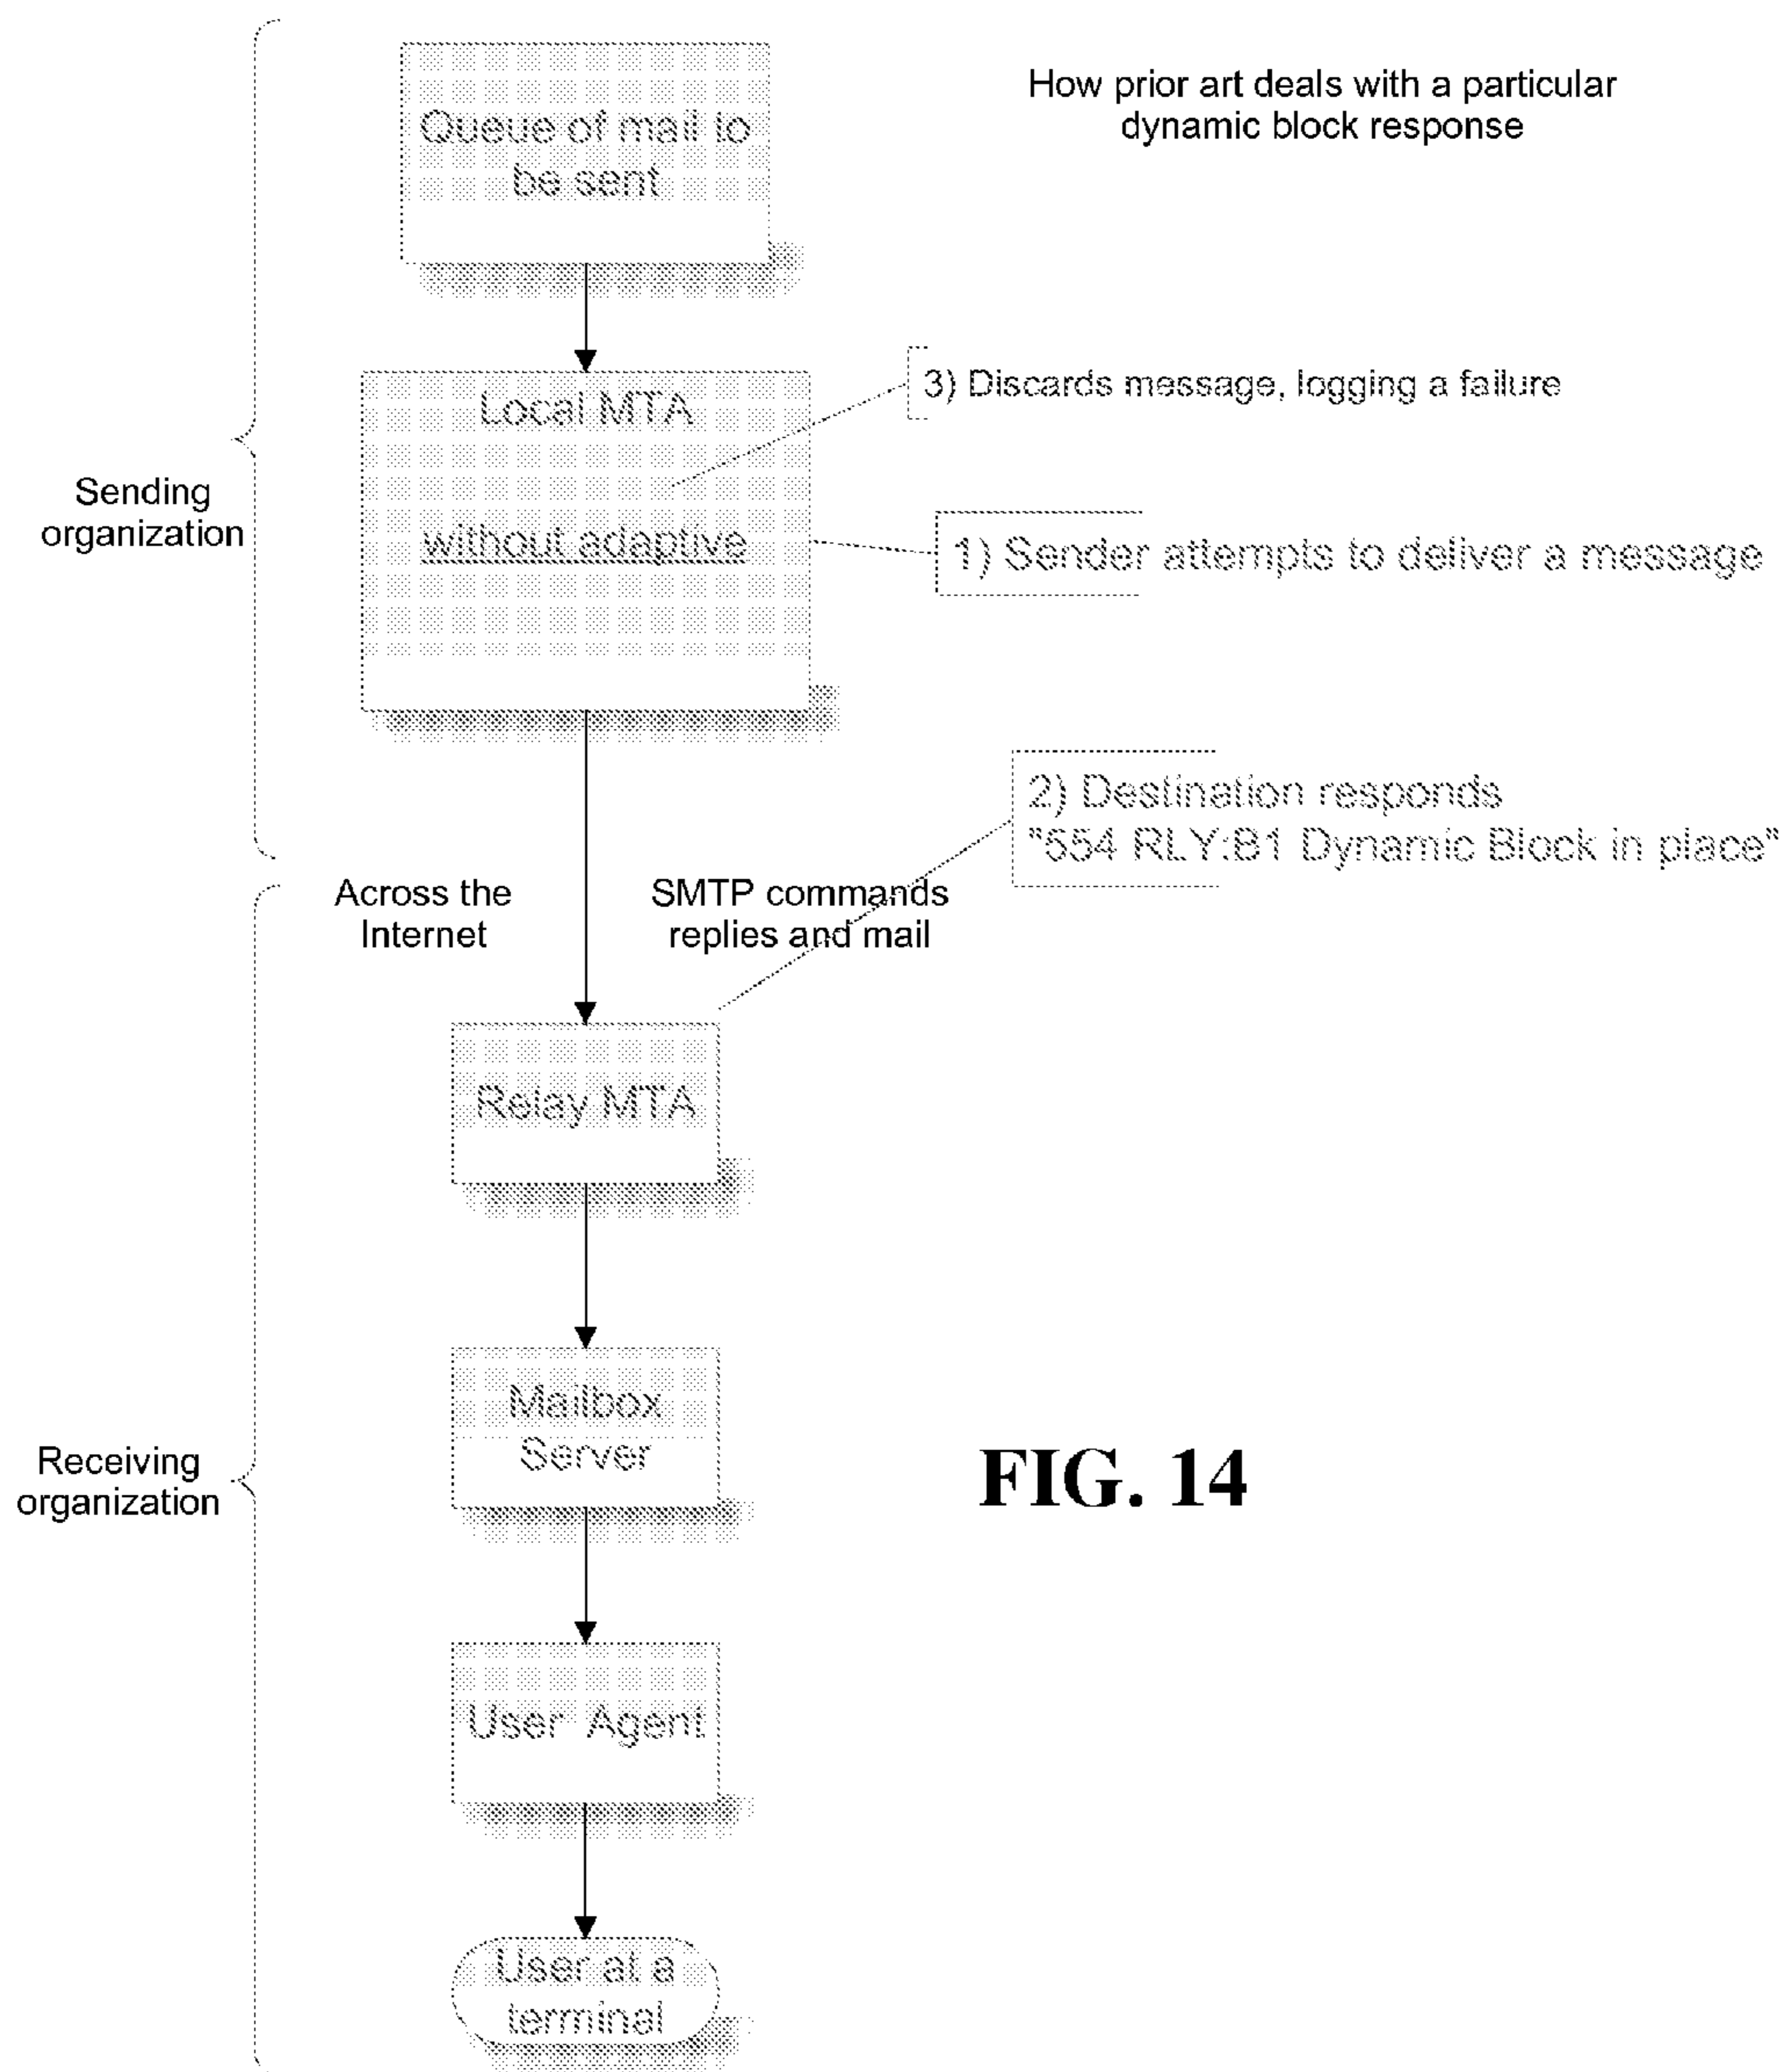 How prior art deals with a particular
dynamic block response
Queue of mail to
be sent
3) Discards message, logging a failure
Local MTA
without adaptive
1) Sender attempts to deliver a message
Sending
organization
2) Destination responds
"554 RLY:B1 Dynamic Block in place"
Across the
Internet
SMTP commands
replies and mail
Relay MTA
Mailbox
Server
Receiving
organization
FIG. 14
User Agent
User at a
terminal